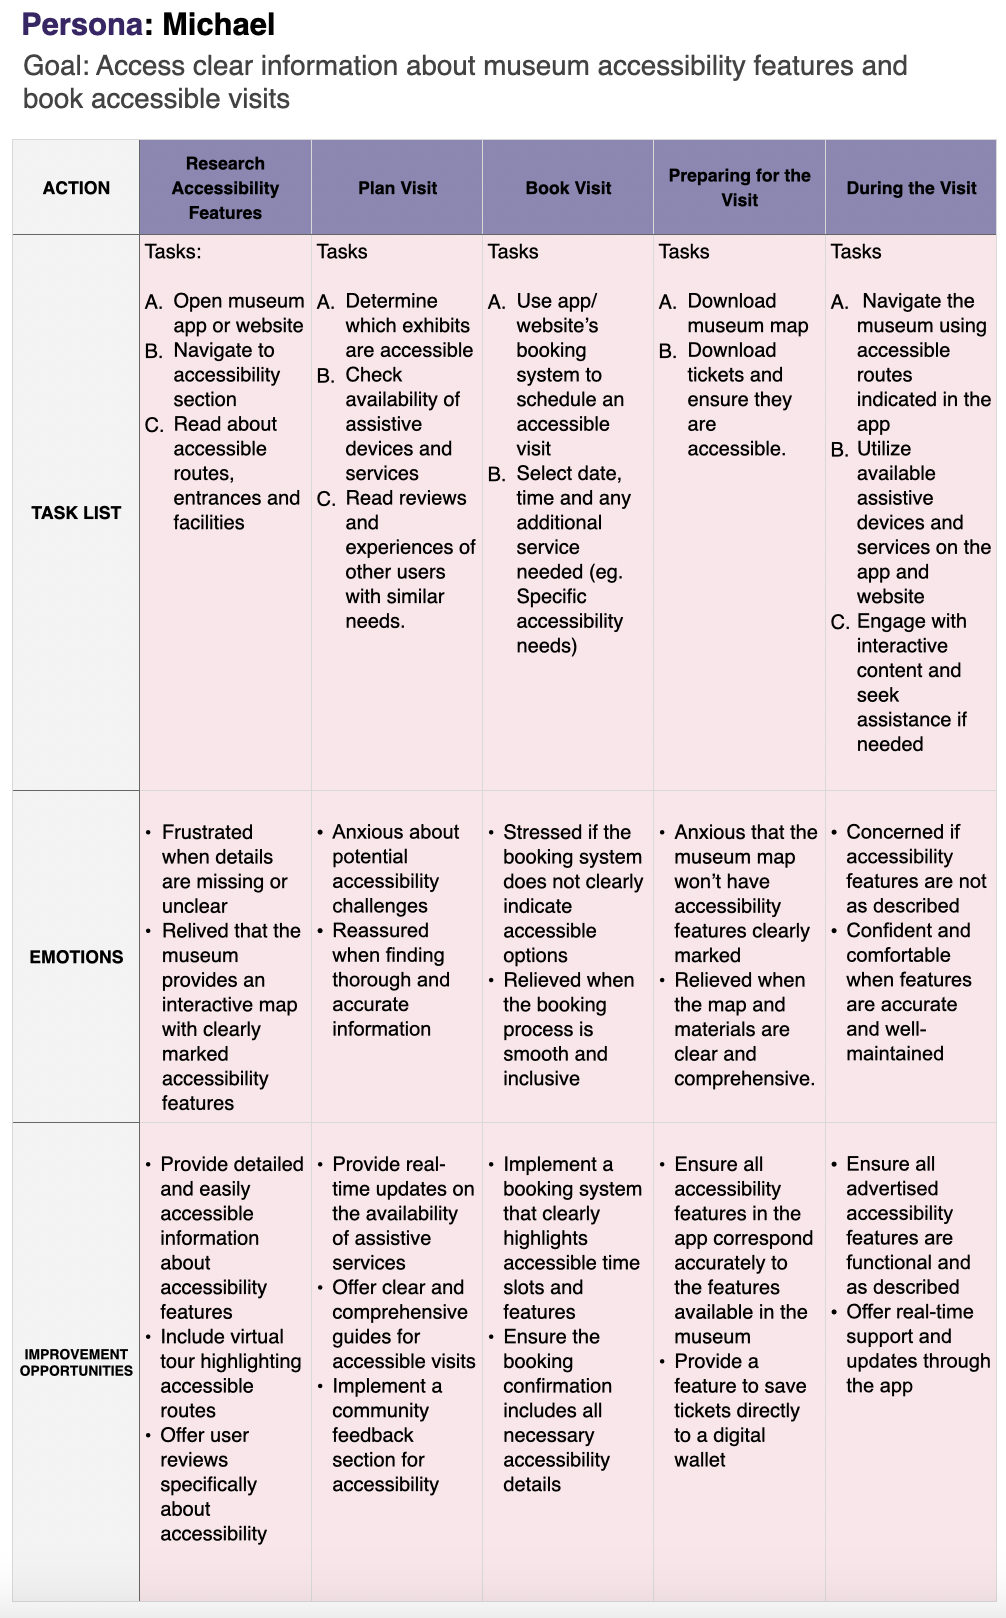 Persona: Michael
Goal: Access clear information about museum accessibility features and
book accessible visits
ACTION
Research
Accessibility
Features
Plan Visit
Book Visit
Preparing for the
Visit
During the Visit
TASK LIST
Tasks:
A. Open museum
app or website
B. Navigate to
accessibility
section
C. Read about
accessible
routes,
entrances and
facilities
Tasks
A. Determine
which exhibits
are accessible
B. Check
availability of
assistive
devices and
services
C. Read reviews
and
experiences of
other users
with similar
needs.
Tasks
A. Use app/
website’s
booking
system to
schedule an
accessible
visit
B. Select date,
time and any
additional
service
needed (eg.
Specific
accessibility
needs)
Tasks
A. Download
museum map
B. Download
tickets and
ensure they
are
accessible.
Tasks
A. Navigate the
museum using
accessible
routes
indicated in the
app
B. Utilize
available
assistive
devices and
services on the
app and
website
C. Engage with
interactive
content and
seek
assistance if
needed
EMOTIONS
• Frustrated
when details
are missing or
unclear
• Relived that the
museum
provides an
interactive map
with clearly
marked
accessibility
features
• Anxious about
potential
accessibility
challenges
• Reassured
when finding
thorough and
accurate
information
• Stressed if the
booking system
does not clearly
indicate
accessible
options
• Relieved when
the booking
process is
smooth and
inclusive
• Anxious that the
museum map
won’t have
accessibility
features clearly
marked
• Relieved when
the map and
materials are
clear and
comprehensive.
• Concerned if
accessibility
features are not
as described
• Confident and
comfortable
when features
are accurate
and well-
maintained
IMPROVEMENT
OPPORTUNITIES
• Provide detailed
and easily
accessible
information
about
accessibility
features
• Include virtual
tour highlighting
accessible
routes
• Offer user
reviews
specifically
about
accessibility
• Provide real-
time updates on
the availability
of assistive
services
• Offer clear and
comprehensive
guides for
accessible visits
• Implement a
community
feedback
section for
accessibility
• Implement a
booking system
that clearly
highlights
accessible time
slots and
features
• Ensure the
booking
confirmation
includes all
necessary
accessibility
details
• Ensure all
accessibility
features in the
app correspond
accurately to
the features
available in the
museum
• Provide a
feature to save
tickets directly
to a digital
wallet
• Ensure all
advertised
accessibility
features are
functional and
as described
• Offer real-time
support and
updates through
the app